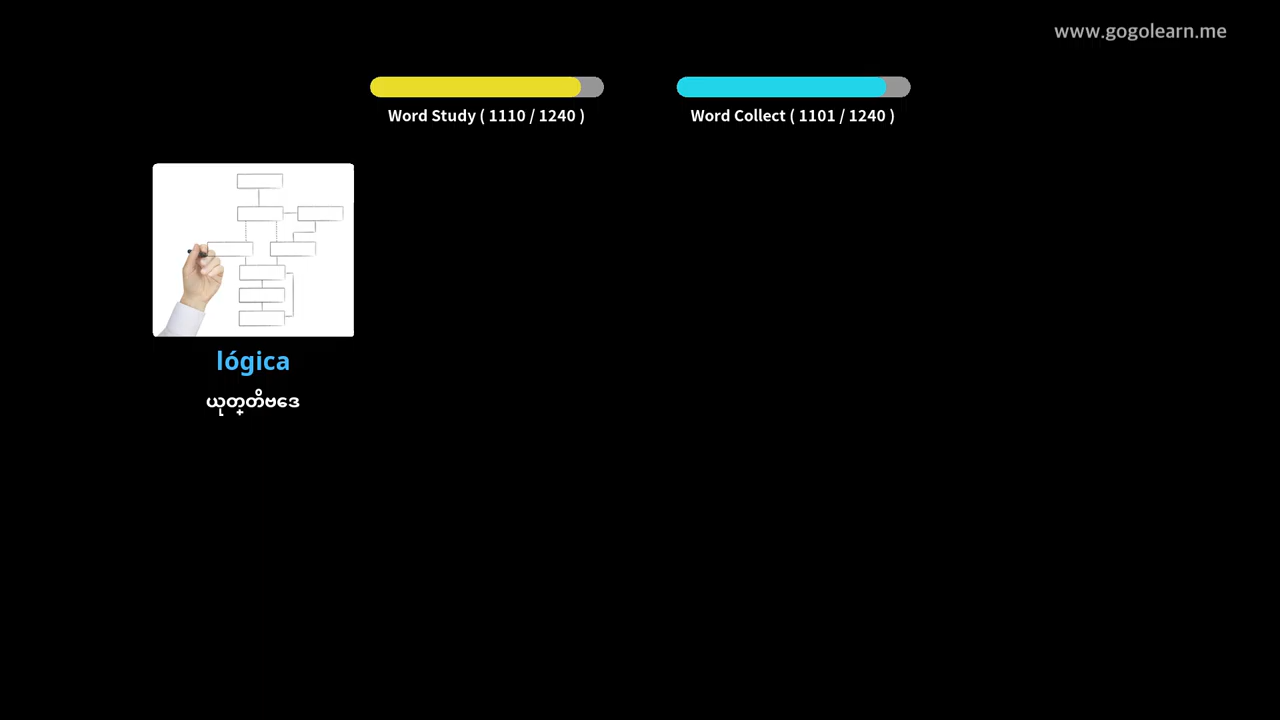 www.gogolearn.me
Word Study ( 1110 / 1240 )
Word Collect ( 1101 / 1240 )
lógica
ယုတ္တိဗဒေ